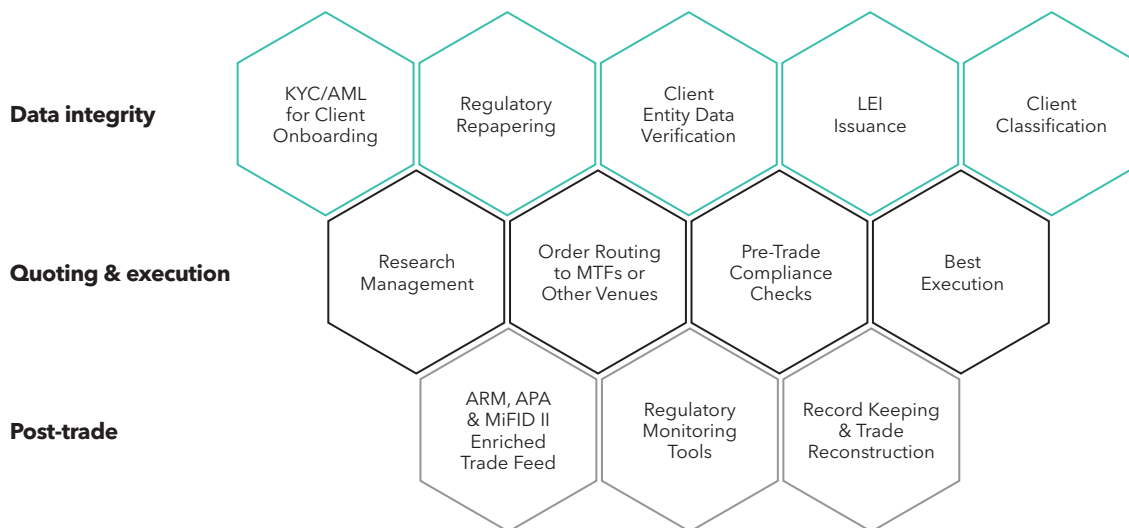 Data integrity
KYC/AML
for Client
Onboarding
Regulatory
Repapering
Client
Entity Data
Verification
LEI
Issuance
Client
Classification
Quoting & execution
Research
Management
Order Routing
to MTFs or
Other Venues
Pre-Trade
Compliance
Checks
Best
Execution
Post-trade
ARM, APA
& MiFID II
Enriched
Trade Feed
Regulatory
Monitoring
Tools
Record Keeping
& Trade
Reconstruction